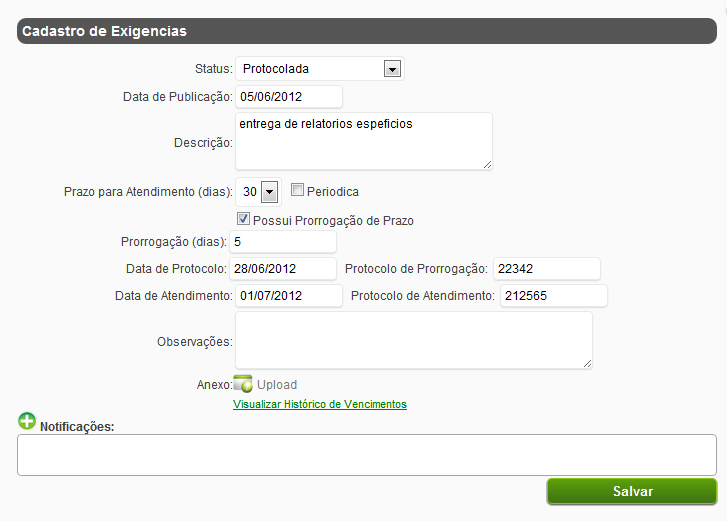 Cadastro de Exigencias
Status: Protocolada
Data de Publicação: 05/06/2012
Descrição: entrega de relatorios espeficios
Prazo para Atendimento (dias): 30 Periodica
Possui Prorrogação de Prazo
Prorrogação (dias): 5
Data de Protocolo: 28/06/2012 Protocolo de Prorrogação: 22342
Data de Atendimento: 01/07/2012 Protocolo de Atendimento: 212565
Observações:
Anexo: Upload
Visualizar Histórico de Vencimentos
Notificações:
Salvar